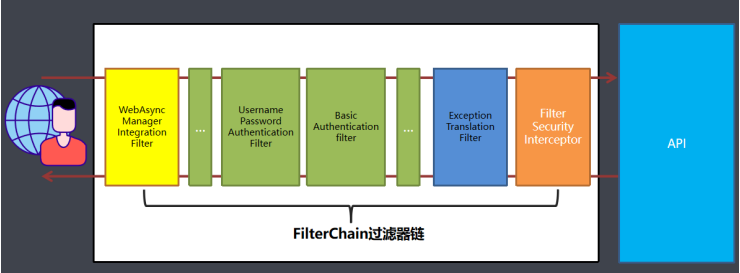 WebAsync
Manager
Integration
Filter
...
Username
Password
Authentication
Filter
Basic
Authentication
filter
...
Exception
Translation
Filter
Filter
Security
Interceptor
API
FilterChain过滤器链